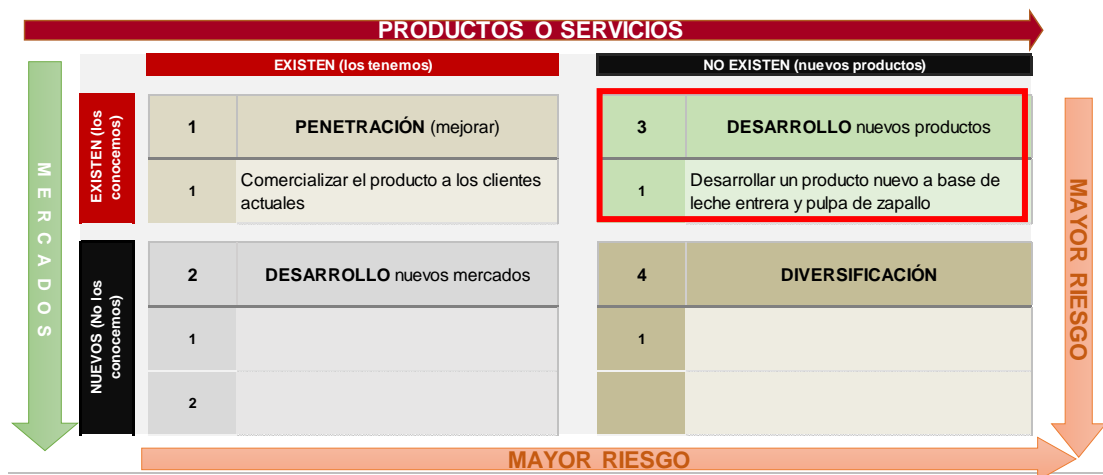 PRODUCTOS O SERVICIOS
EXISTEN (los tenemos)
NO EXISTEN (nuevos productos)
MERCADOS
EXISTEN (los
conocemos)
1
PENETRACIÓN (mejorar)
3
DESARROLLO nuevos productos
1
Comercializar el producto a los clientes
actuales
1
Desarrollar un producto nuevo a base de
leche entrera y pulpa de zapallo
MAYOR RIESGO
NUEVOS (No los
conocemos)
2
DESARROLLO nuevos mercados
4
DIVERSIFICACIÓN
1
1
2
MAYOR RIESGO